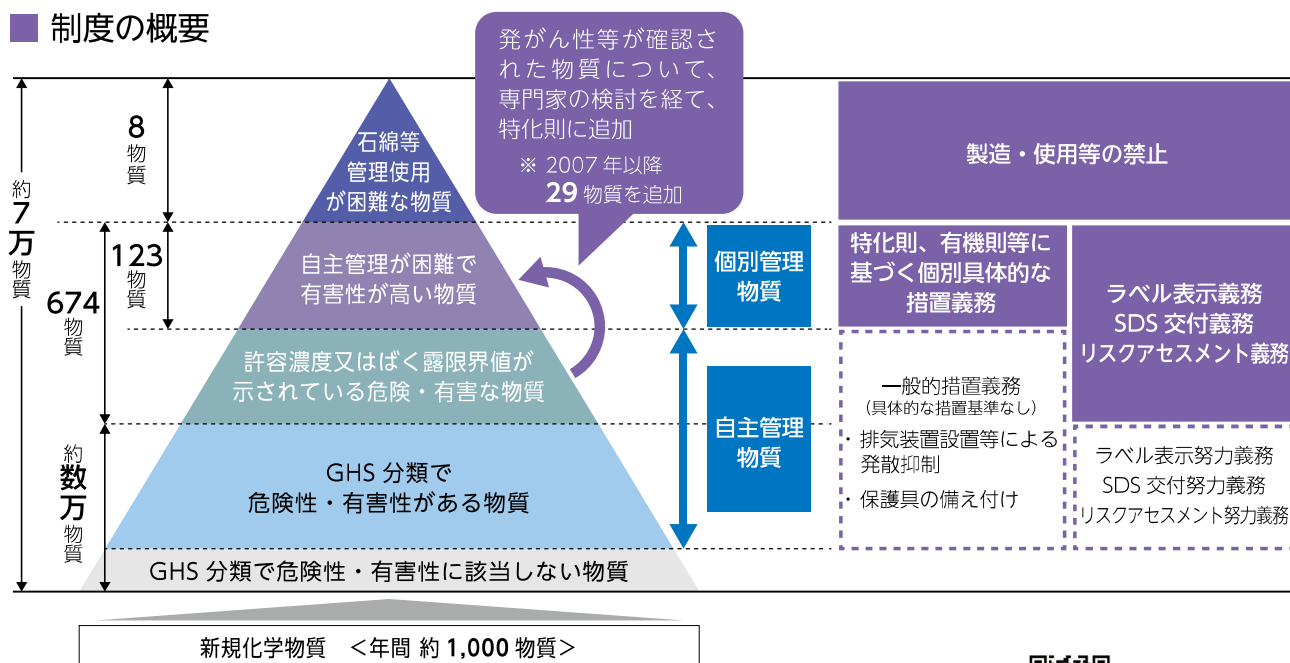 制度の概要
発がん性等が確認さ
れた物質について、
専門家の検討を経て、
特化則に追加
※ 2007 年以降
29 物質を追加
約7万物質
8物質
674物質
123物質
約数万物質
石綿等
管理使用
が困難な物質
自主管理が困難で
有害性が高い物質
許容濃度又はばく露限界値が
示されている危険・有害な物質
GHS 分類で
危険性・有害性がある物質
GHS 分類で危険性・有害性に該当しない物質
新規化学物質 <年間 約 1,000 物質>
個別管理
物質
自主管理
物質
製造・使用等の禁止
特化則、有機則等に
基づく個別具体的な
措置義務
ラベル表示義務
SDS 交付義務
リスクアセスメント義務
一般的措置義務
(具体的な措置基準なし)
・排気装置設置等による
発散抑制
・保護具の備え付け
ラベル表示努力義務
SDS 交付努力義務
リスクアセスメント努力義務